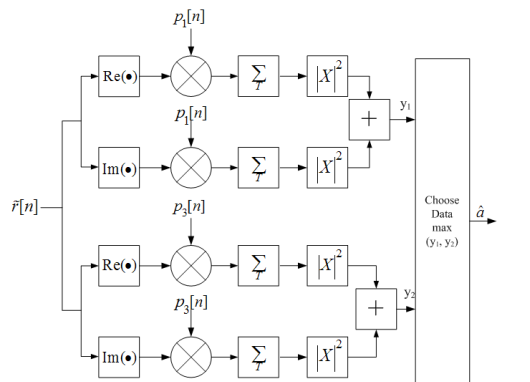 p₁[n]
Re(•)
∑
T
|X|²
p₁[n]
+
y₁
Im(•)
∑
T
|X|²
r̃[n]
Choose
Data
max
(y₁, y₂)
â
p₃[n]
Re(•)
∑
T
|X|²
p₃[n]
+
y₂
Im(•)
∑
T
|X|²